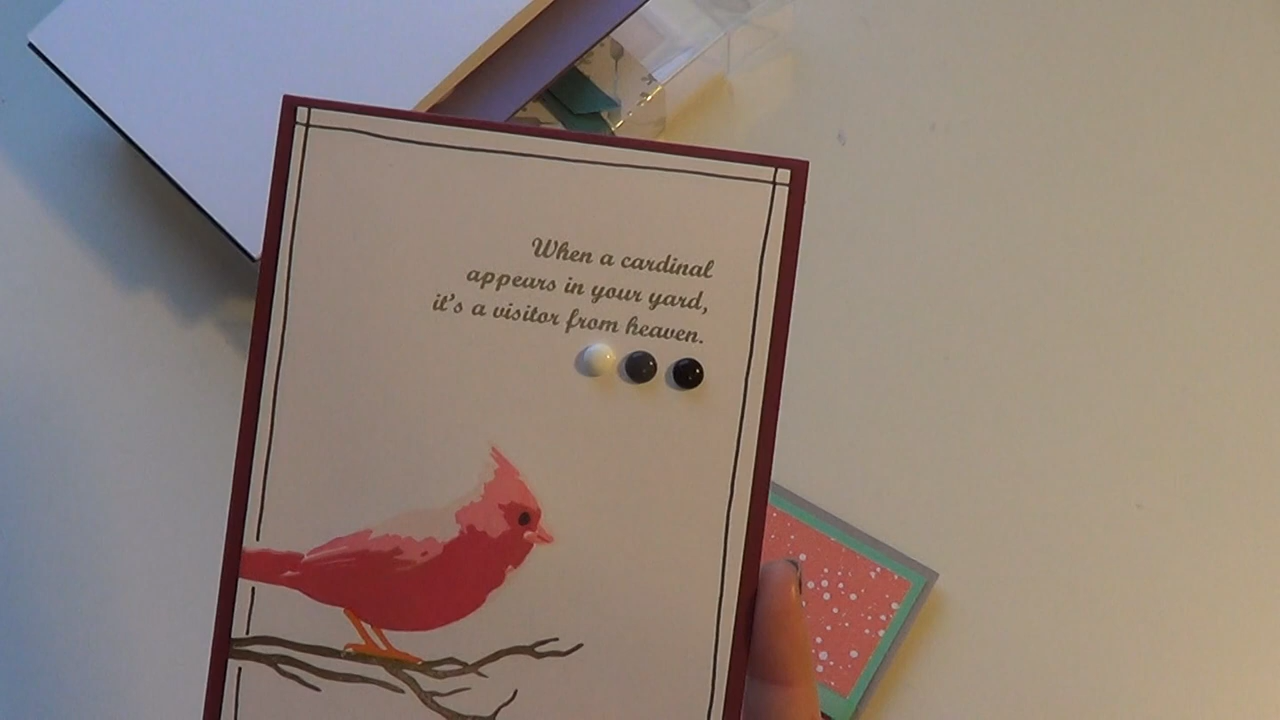 When a cardinal
appears in your yard,
it's a visitor from heaven.